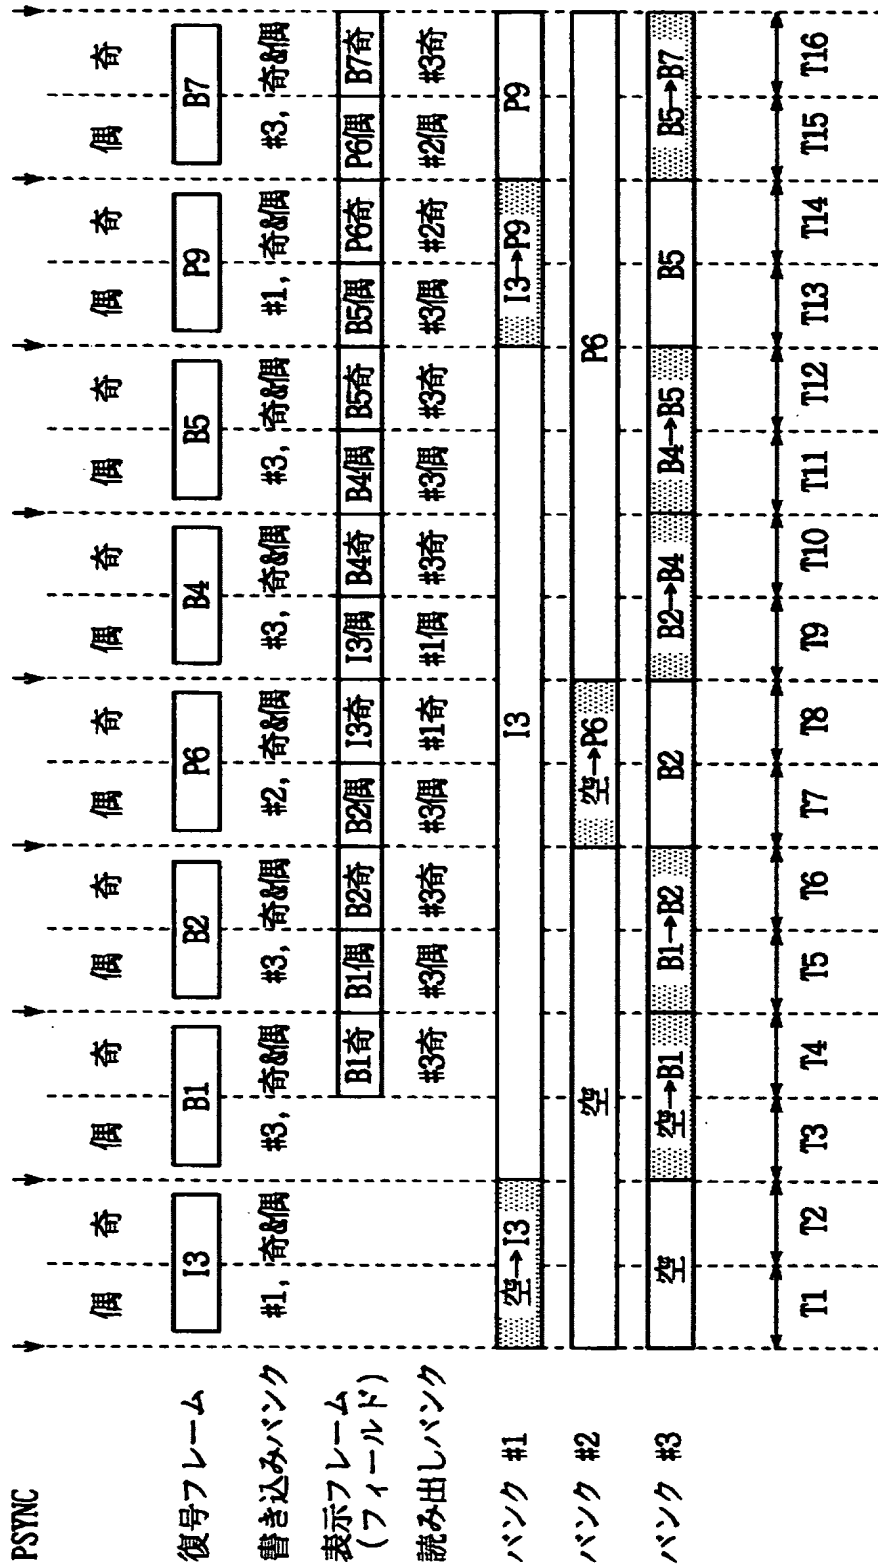 PSYNC
偶 奇 偶 奇 偶 奇 偶 奇 偶 奇 偶 奇 偶 奇 偶 奇
復号フレーム I3 B1 B2 P6 B4 B5 P9 B7
書き込みバンク #1, 奇&偶 #3, 奇&偶 #3, 奇&偶 #2, 奇&偶 #3, 奇&偶 #3, 奇&偶 #1, 奇&偶 #3, 奇&偶
表示フレーム
(フィールド) B1奇 B1偶 B2奇 B2偶 I3奇 I3偶 B4奇 B4偶 B5奇 B5偶 P6奇 P6偶 B7奇
読み出しバンク #3奇 #3偶 #3奇 #3偶 #1奇 #1偶 #3奇 #3偶 #3奇 #3偶 #2奇 #2偶 #3奇
バンク #1 空→I3 I3 I3→P9 P9
バンク #2 空 空→P6 P6
バンク #3 空 空→B1 B1→B2 B2 B2→B4 B4→B5 B5 B5→B7
T1 T2 T3 T4 T5 T6 T7 T8 T9 T10 T11 T12 T13 T14 T15 T16